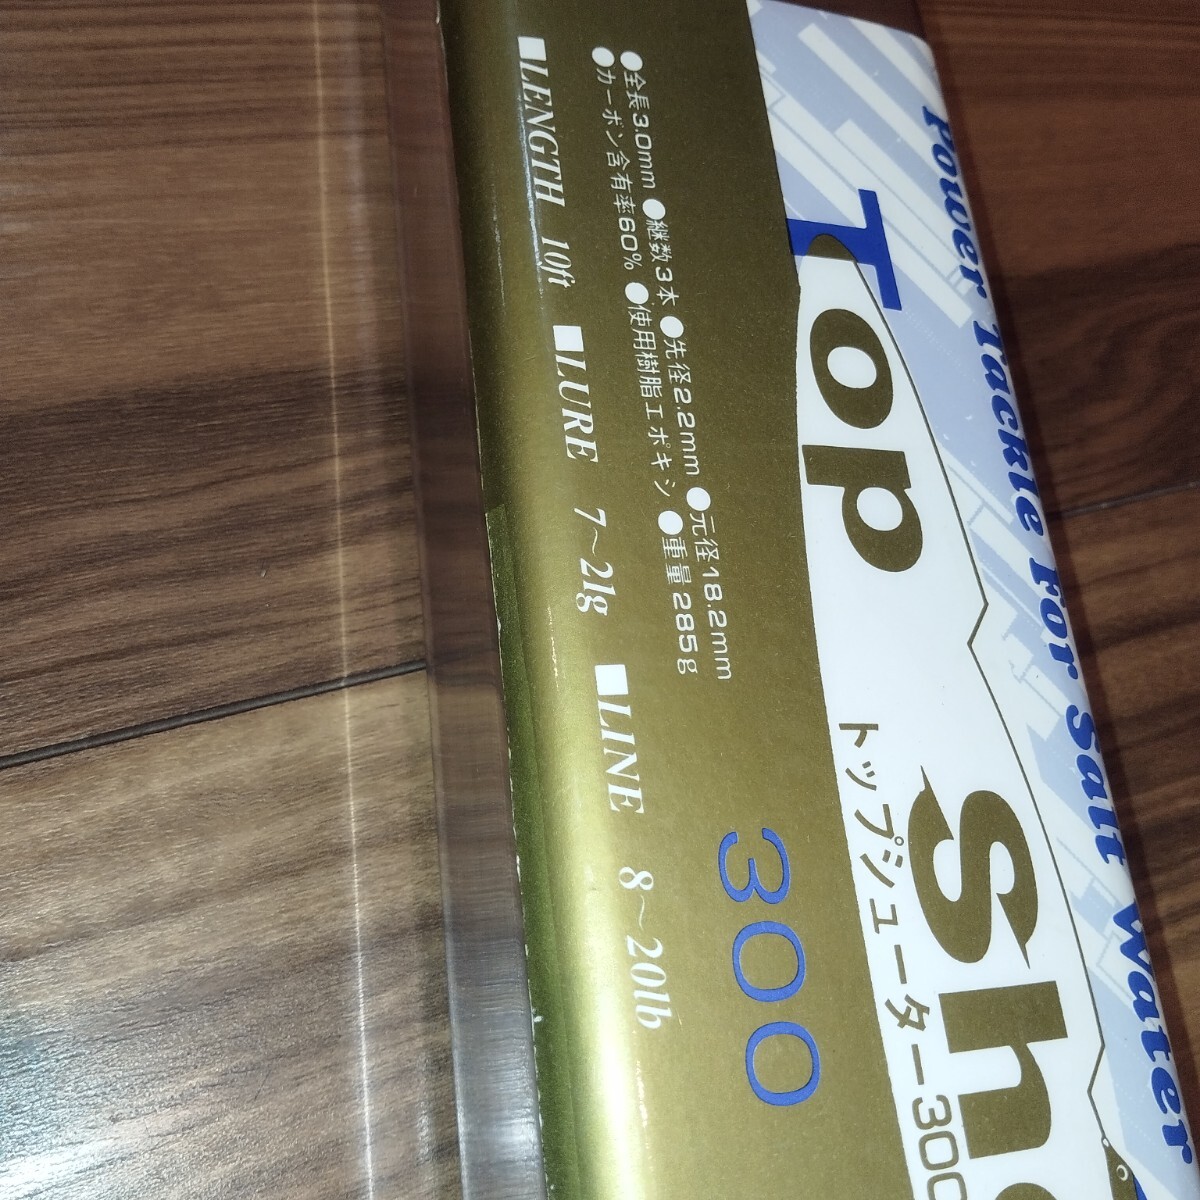 Power Tackle For Salt Water
Top Sh
トップシューター300
300
●全長3.0mm ●継数3本 ●先径2.2mm ●元径18.2mm
●カーボン含有率60% ●使用樹脂エポキシ ●重量285g
■LENGTH 10ft ■LURE 7～21g ■LINE 8～20lb